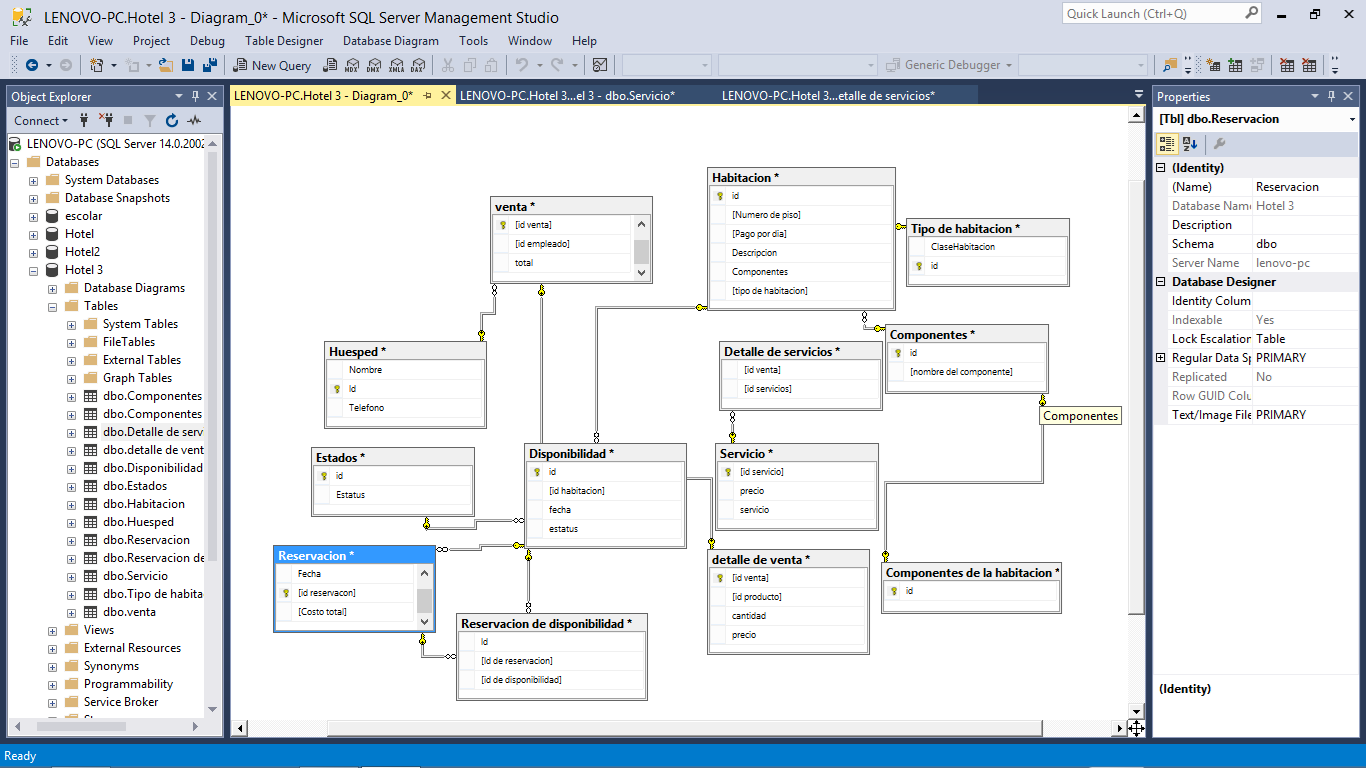 LENOVO-PC.Hotel 3 - Diagram_0* - Microsoft SQL Server Management Studio
Quick Launch (Ctrl+Q)
File Edit View Project Debug Table Designer Database Diagram Tools Window Help
New Query
MDX DMX XMLA DAX
Generic Debugger
Object Explorer
Connect
LENOVO-PC (SQL Server 14.0.2002
Databases
System Databases
Database Snapshots
escolar
Hotel
Hotel2
Hotel 3
Database Diagrams
Tables
System Tables
FileTables
External Tables
Graph Tables
dbo.Componentes
dbo.Componentes
dbo.Detalle de serv
dbo.detalle de vent
dbo.Disponibilidad
dbo.Estados
dbo.Habitacion
dbo.Huesped
dbo.Reservacion
dbo.Reservacion de
dbo.Servicio
dbo.Tipo de habita
dbo.venta
Views
External Resources
Synonyms
Programmability
Service Broker
LENOVO-PC.Hotel 3 - Diagram_0*
LENOVO-PC.Hotel 3...el 3 - dbo.Servicio*
LENOVO-PC.Hotel 3...etalle de servicios*
venta *
[id venta]
[id empleado]
total
Habitacion *
id
[Numero de piso]
[Pago por dia]
Descripcion
Componentes
[tipo de habitacion]
Tipo de habitacion *
ClaseHabitacion
id
Huesped *
Nombre
Id
Telefono
Detalle de servicios *
[id venta]
[id servicios]
Componentes *
id
[nombre del componente]
Componentes
Estados *
id
Estatus
Disponibilidad *
id
[id habitacion]
fecha
estatus
Servicio *
[id servicio]
precio
servicio
Reservacion *
Fecha
[id reservacon]
[Costo total]
Reservacion de disponibilidad *
Id
[Id de reservacion]
[id de disponibilidad]
detalle de venta *
[id venta]
[id producto]
cantidad
precio
Componentes de la habitacion *
id
Properties
[Tbl] dbo.Reservacion
(Identity)
(Name) Reservacion
Database Name Hotel 3
Description
Schema dbo
Server Name lenovo-pc
Database Designer
Identity Colum
Indexable Yes
Lock Escalation Table
Regular Data Sp PRIMARY
Replicated No
Row GUID Colu
Text/Image File PRIMARY
(Identity)
Ready